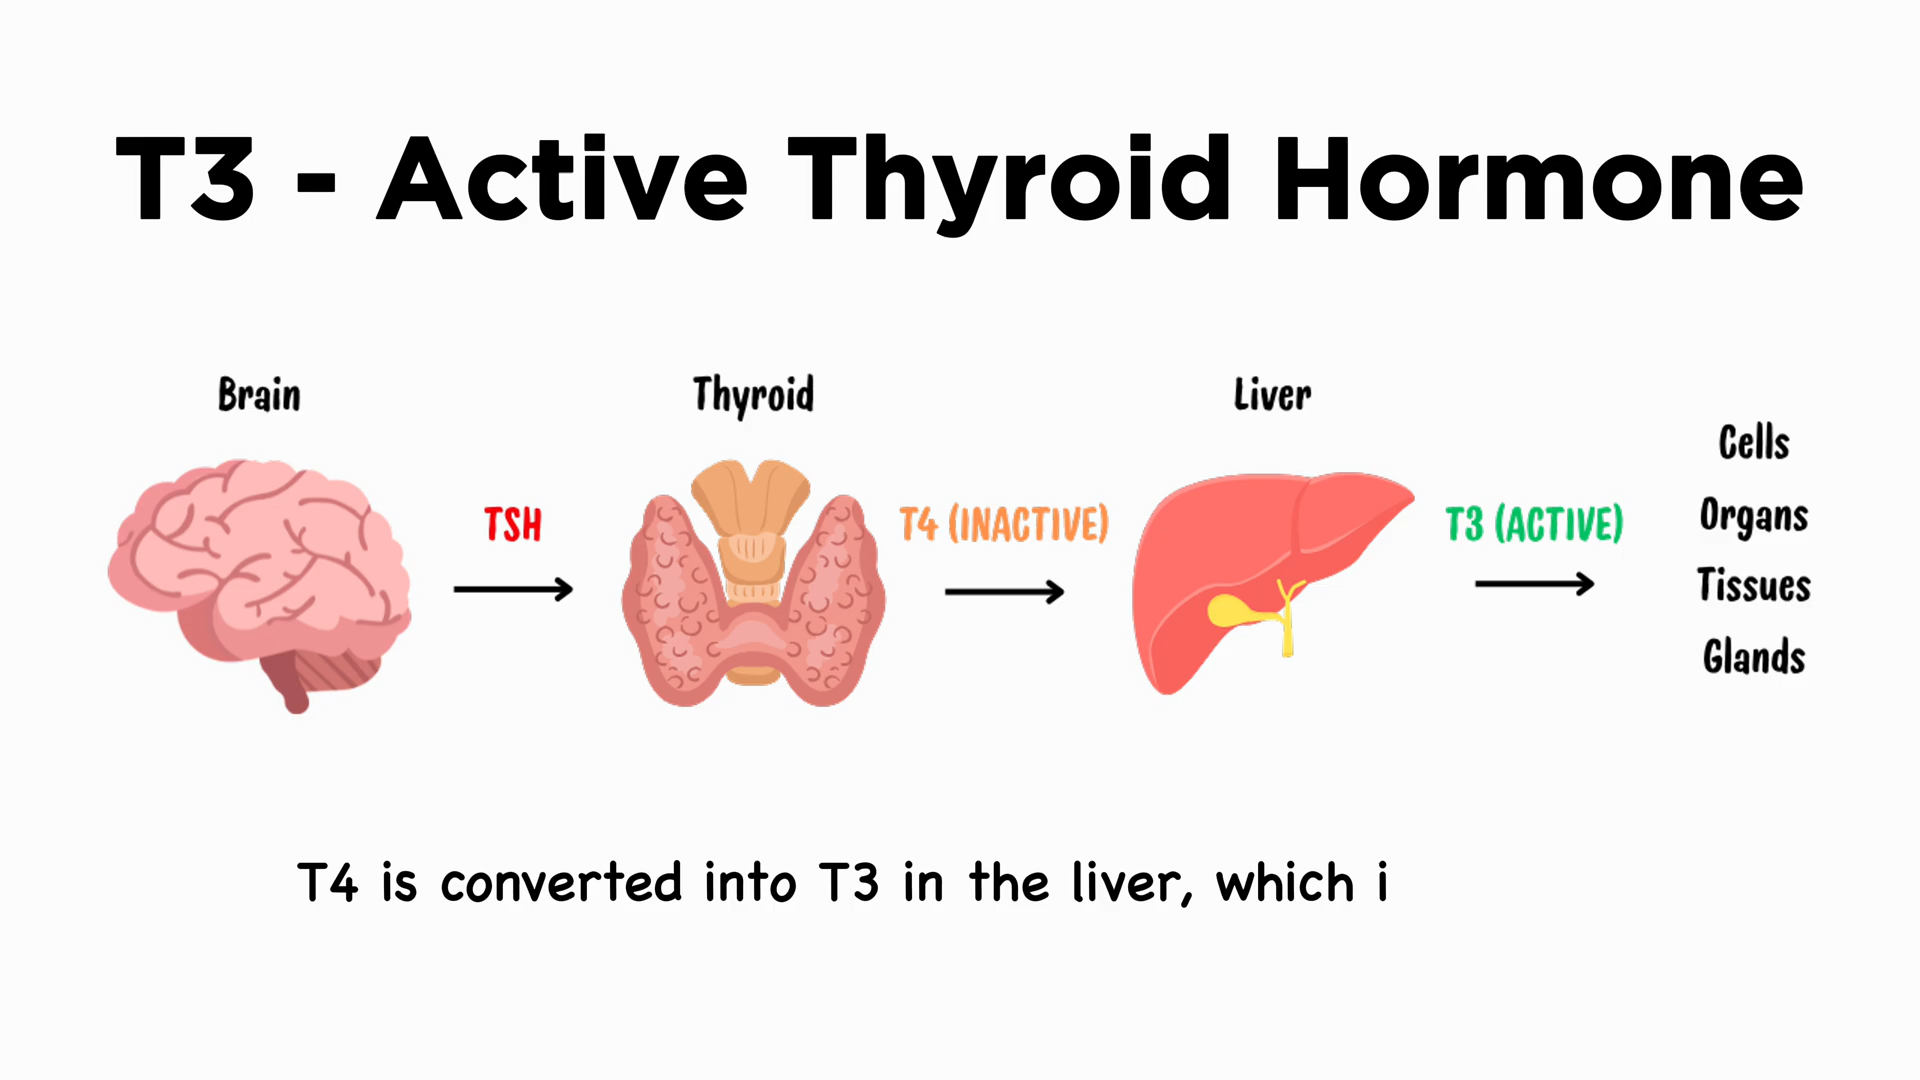 T3 - Active Thyroid Hormone
Brain
Thyroid
Liver
TSH
T4 (INACTIVE)
T3 (ACTIVE)
Cells
Organs
Tissues
Glands
T4 is converted into T3 in the liver, which i